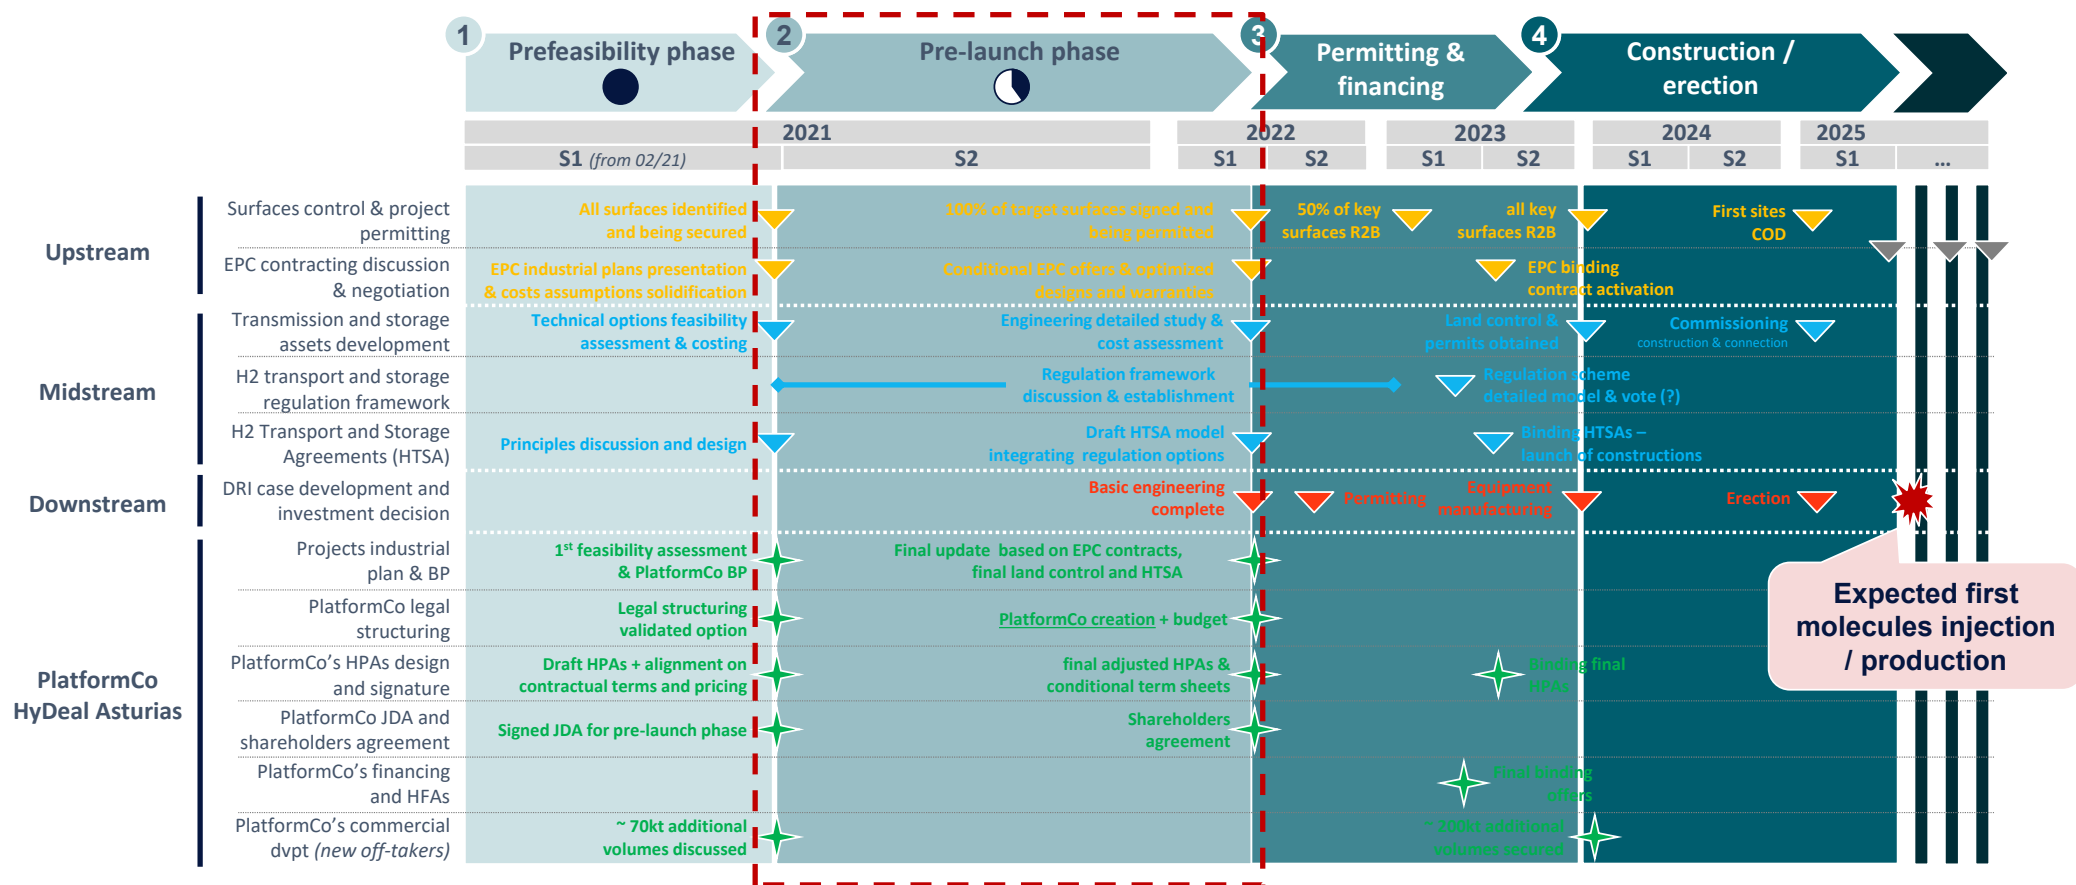 1
Prefeasibility phase
2
Pre-launch phase
3
Permitting &
financing
4
Construction /
erection
2021
2022
2023
2024
2025
S1 (from 02/21)
S2
S1
S2
S1
S2
S1
S2
S1
...
Upstream
Surfaces control & project
permitting
All surfaces identified
and being secured
100% of target surfaces signed and
being permitted
50% of key
surfaces R2B
all key
surfaces R2B
First sites
COD
EPC contracting discussion
& negotiation
EPC industrial plans presentation
& costs assumptions solidification
Conditional EPC offers & optimized
designs and warranties
EPC binding
contract activation
Midstream
Transmission and storage
assets development
Technical options feasibility
assessment & costing
Engineering detailed study &
cost assessment
Land control &
permits obtained
Commissioning
construction & connection
H2 transport and storage
regulation framework
Regulation framework
discussion & establishment
Regulation scheme
detailed model & vote (?)
H2 Transport and Storage
Agreements (HTSA)
Principles discussion and design
Draft HTSA model
integrating regulation options
Binding HTSAs –
launch of constructions
Downstream
DRI case development and
investment decision
Basic engineering
complete
Permitting
Equipment
manufacturing
Erection
PlatformCo
HyDeal Asturias
Projects industrial
plan & BP
1st feasibility assessment
& PlatformCo BP
Final update based on EPC contracts,
final land control and HTSA
Expected first
molecules injection
/ production
PlatformCo legal
structuring
Legal structuring
validated option
PlatformCo creation + budget
PlatformCo's HPAs design
and signature
Draft HPAs + alignment on
contractual terms and pricing
final adjusted HPAs &
conditional term sheets
Binding final
HPAs
PlatformCo JDA and
shareholders agreement
Signed JDA for pre-launch phase
Shareholders
agreement
PlatformCo's financing
and HFAs
Final binding
offers
PlatformCo's commercial
dvpt (new off-takers)
~ 70kt additional
volumes discussed
~ 200kt additional
volumes secured